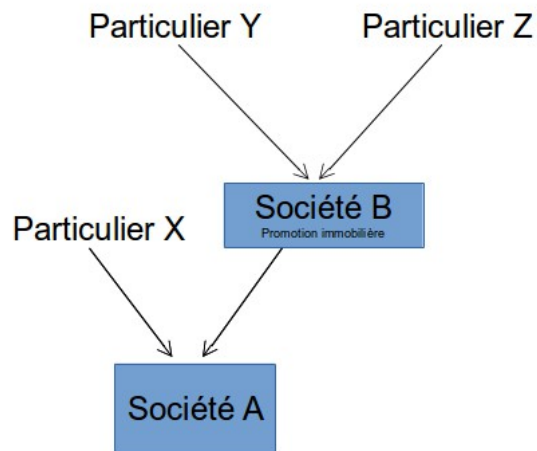 Particulier Y
Particulier Z
Société B
Promotion immobilière
Particulier X
Société A